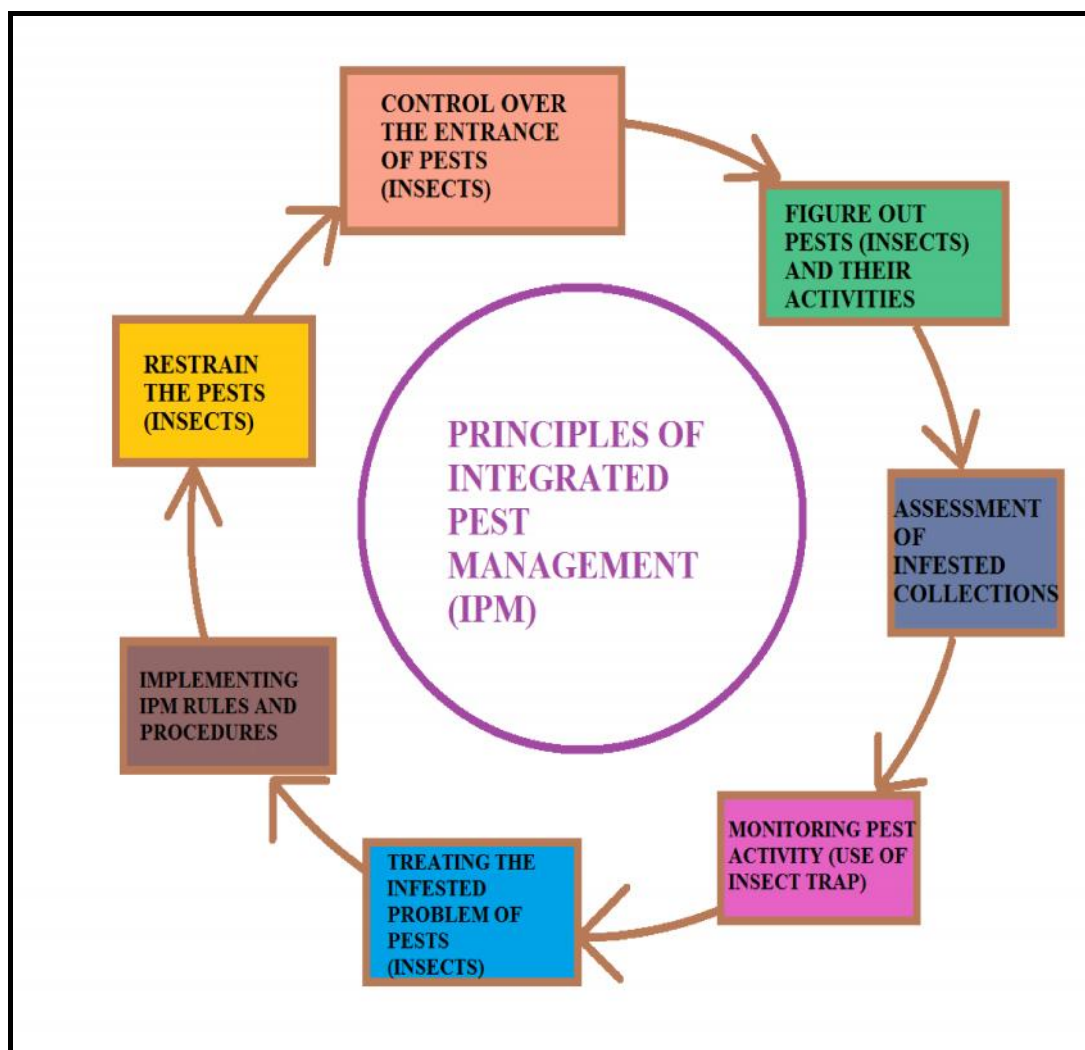 CONTROL OVER
THE ENTRANCE
OF PESTS
(INSECTS)
FIGURE OUT
PESTS (INSECTS)
AND THEIR
ACTIVITIES
ASSESSMENT
OF
INFESTED
COLLECTIONS
MONITORING PEST
ACTIVITY (USE OF
INSECT TRAP)
TREATING THE
INFESTED
PROBLEM OF
PESTS
(INSECTS)
IMPLEMENTING
IPM RULES AND
PROCEDURES
RESTRAIN
THE PESTS
(INSECTS)
PRINCIPLES OF
INTEGRATED
PEST
MANAGEMENT
(IPM)